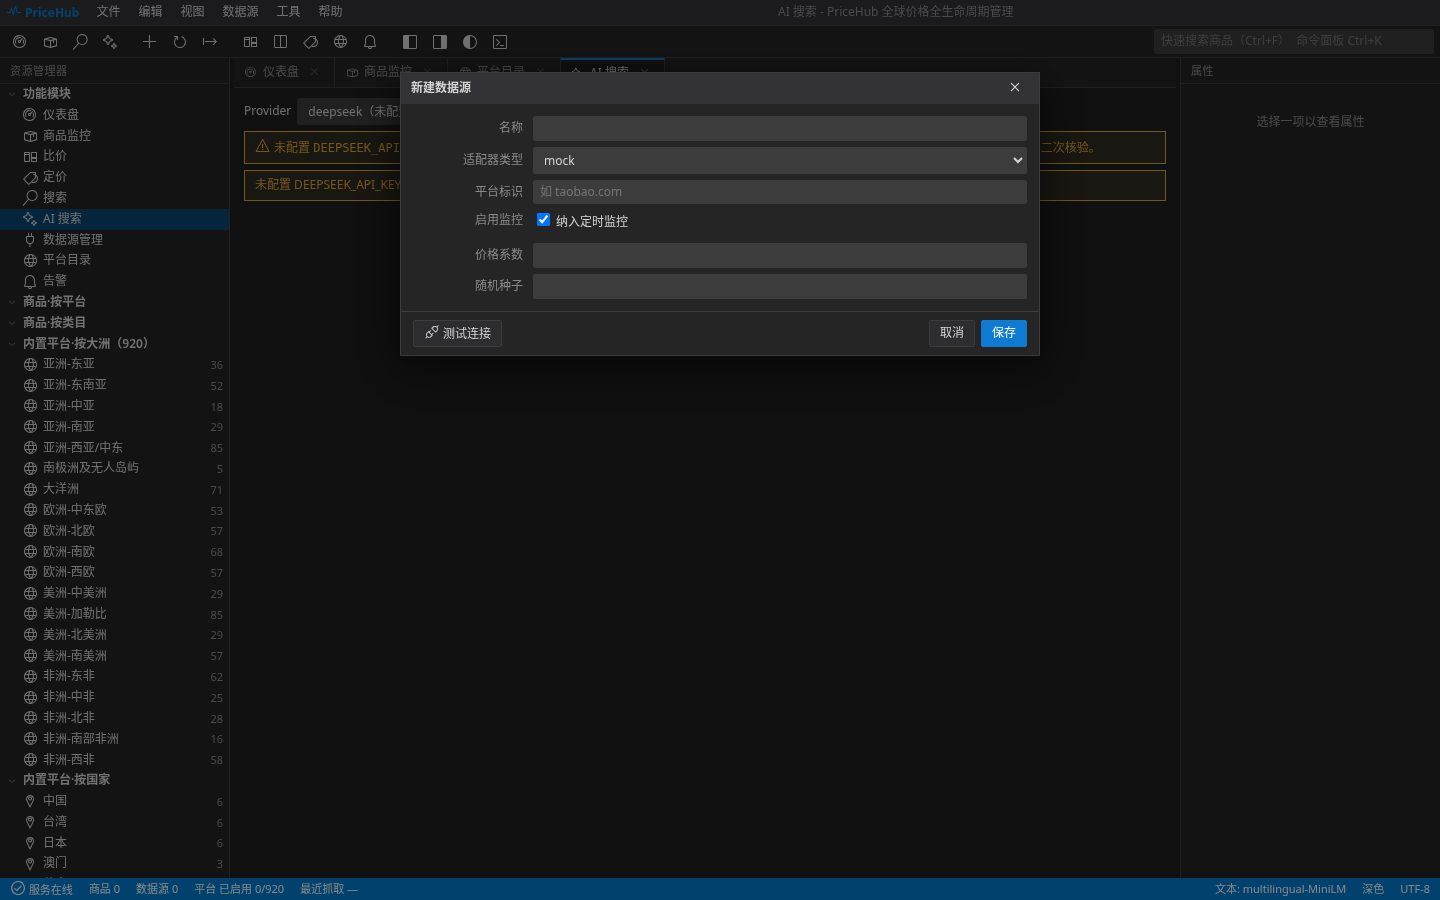 PriceHub 文件 编辑 视图 数据源 工具 帮助 AI 搜索 - PriceHub 全球价格全生命周期管理
快速搜索商品（Ctrl+F） 命令面板 Ctrl+K
资源管理器
功能模块
仪表盘
商品监控
比价
定价
搜索
AI 搜索
数据源管理
平台目录
告警
商品·按平台
商品·按类目
内置平台·按大洲（920）
亚洲-东亚 36
亚洲-东南亚 52
亚洲-中亚 18
亚洲-南亚 29
亚洲-西亚/中东 85
南极洲及无人岛屿 5
大洋洲 71
欧洲-中东欧 53
欧洲-北欧 57
欧洲-南欧 68
欧洲-西欧 57
美洲-中美洲 29
美洲-加勒比 85
美洲-北美洲 29
美洲-南美洲 57
非洲-东非 62
非洲-中非 25
非洲-北非 28
非洲-南部非洲 16
非洲-西非 58
内置平台·按国家
中国 6
台湾 6
日本 6
澳门 3
仪表盘 商品监控 平台目录 AI 搜索
Provider deepseek（未配
未配置 DEEPSEEK_API 二次核验。
未配置 DEEPSEEK_API_KEY
新建数据源
名称
适配器类型 mock
平台标识 如 taobao.com
启用监控 纳入定时监控
价格系数
随机种子
测试连接 取消 保存
属性
选择一项以查看属性
服务在线 商品 0 数据源 0 平台 已启用 0/920 最近抓取 — 文本: multilingual-MiniLM 深色 UTF-8